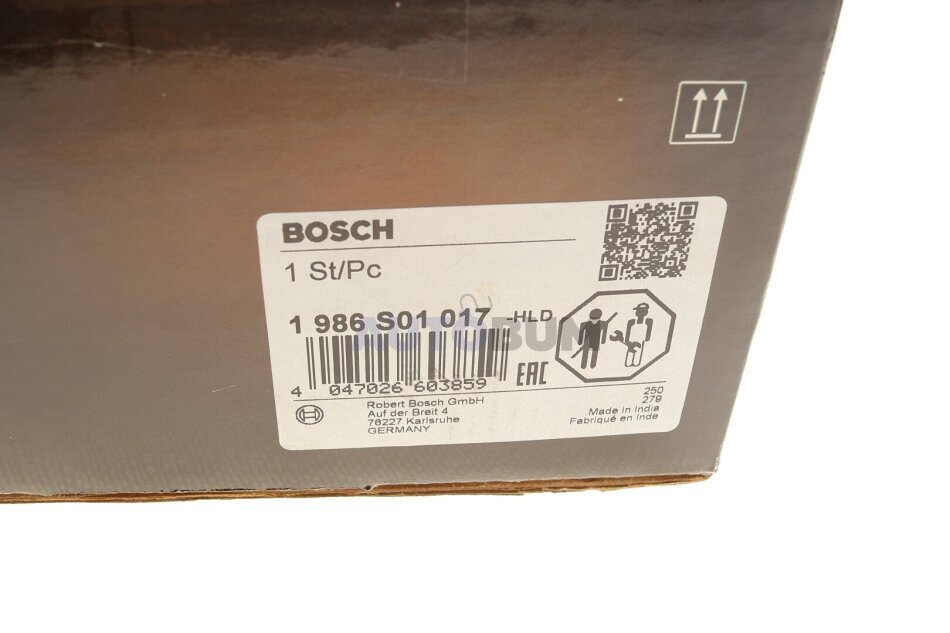 BOSCH
1 St/Pc
1 986 S01 017 -HLD
AUTOBUM
4 047026 603859
EAC
Robert Bosch GmbH
Auf der Breit 4
76227 Karlsruhe
GERMANY
250
279
Made in India
Fabriqué en Inde